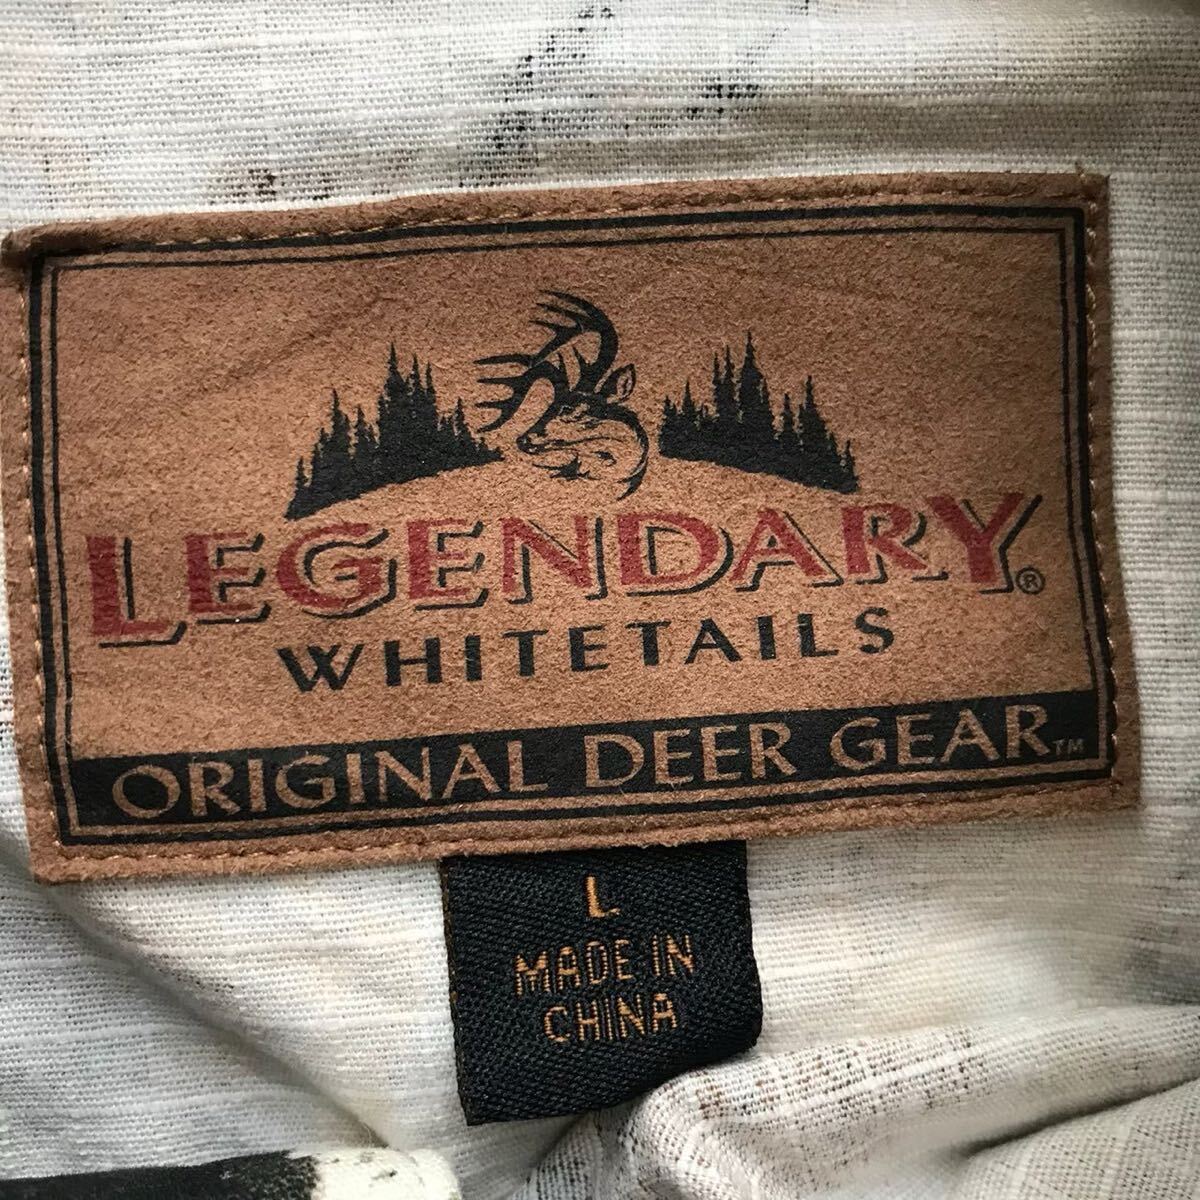 LEGENDARY®
WHITETAILS
ORIGINAL DEER GEAR™
L
MADE IN
CHINA